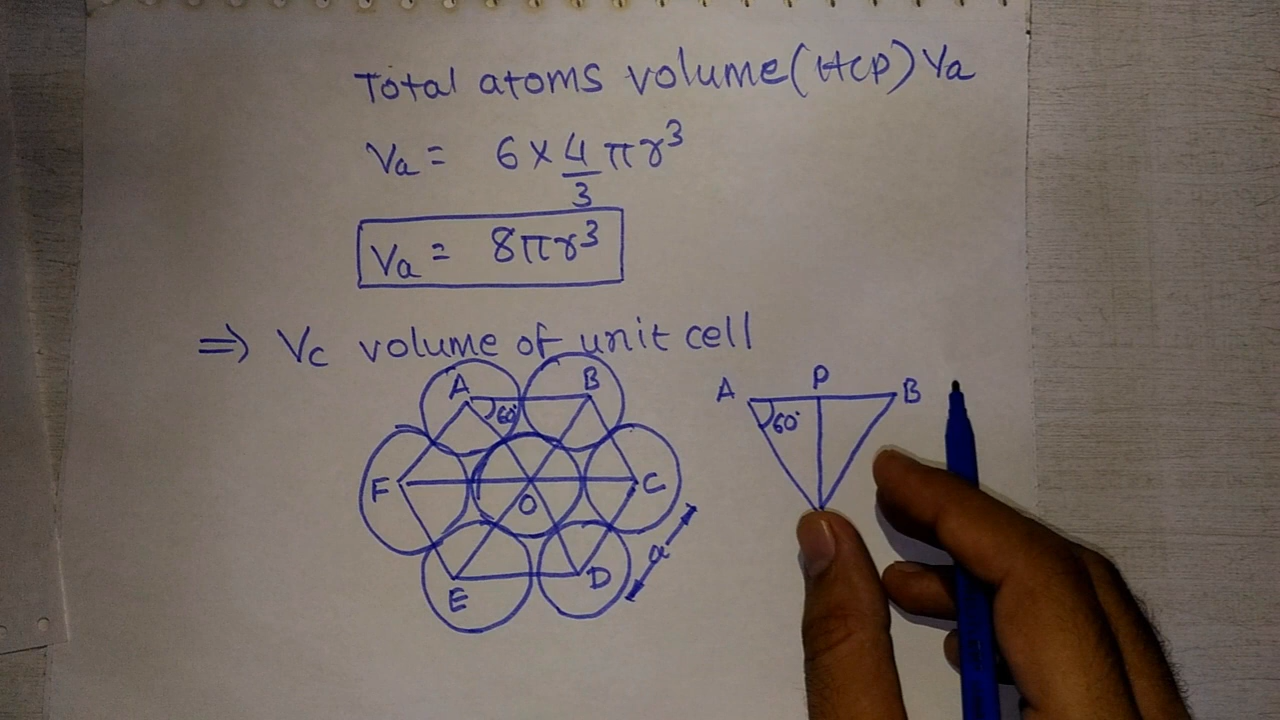 Total atoms volume (HCP) Va
Va = 6 × 4/3 πr³
Va = 8πr³
⇒ Vc volume of unit cell
A B
60°
F O C
E D
a
A P B
60°